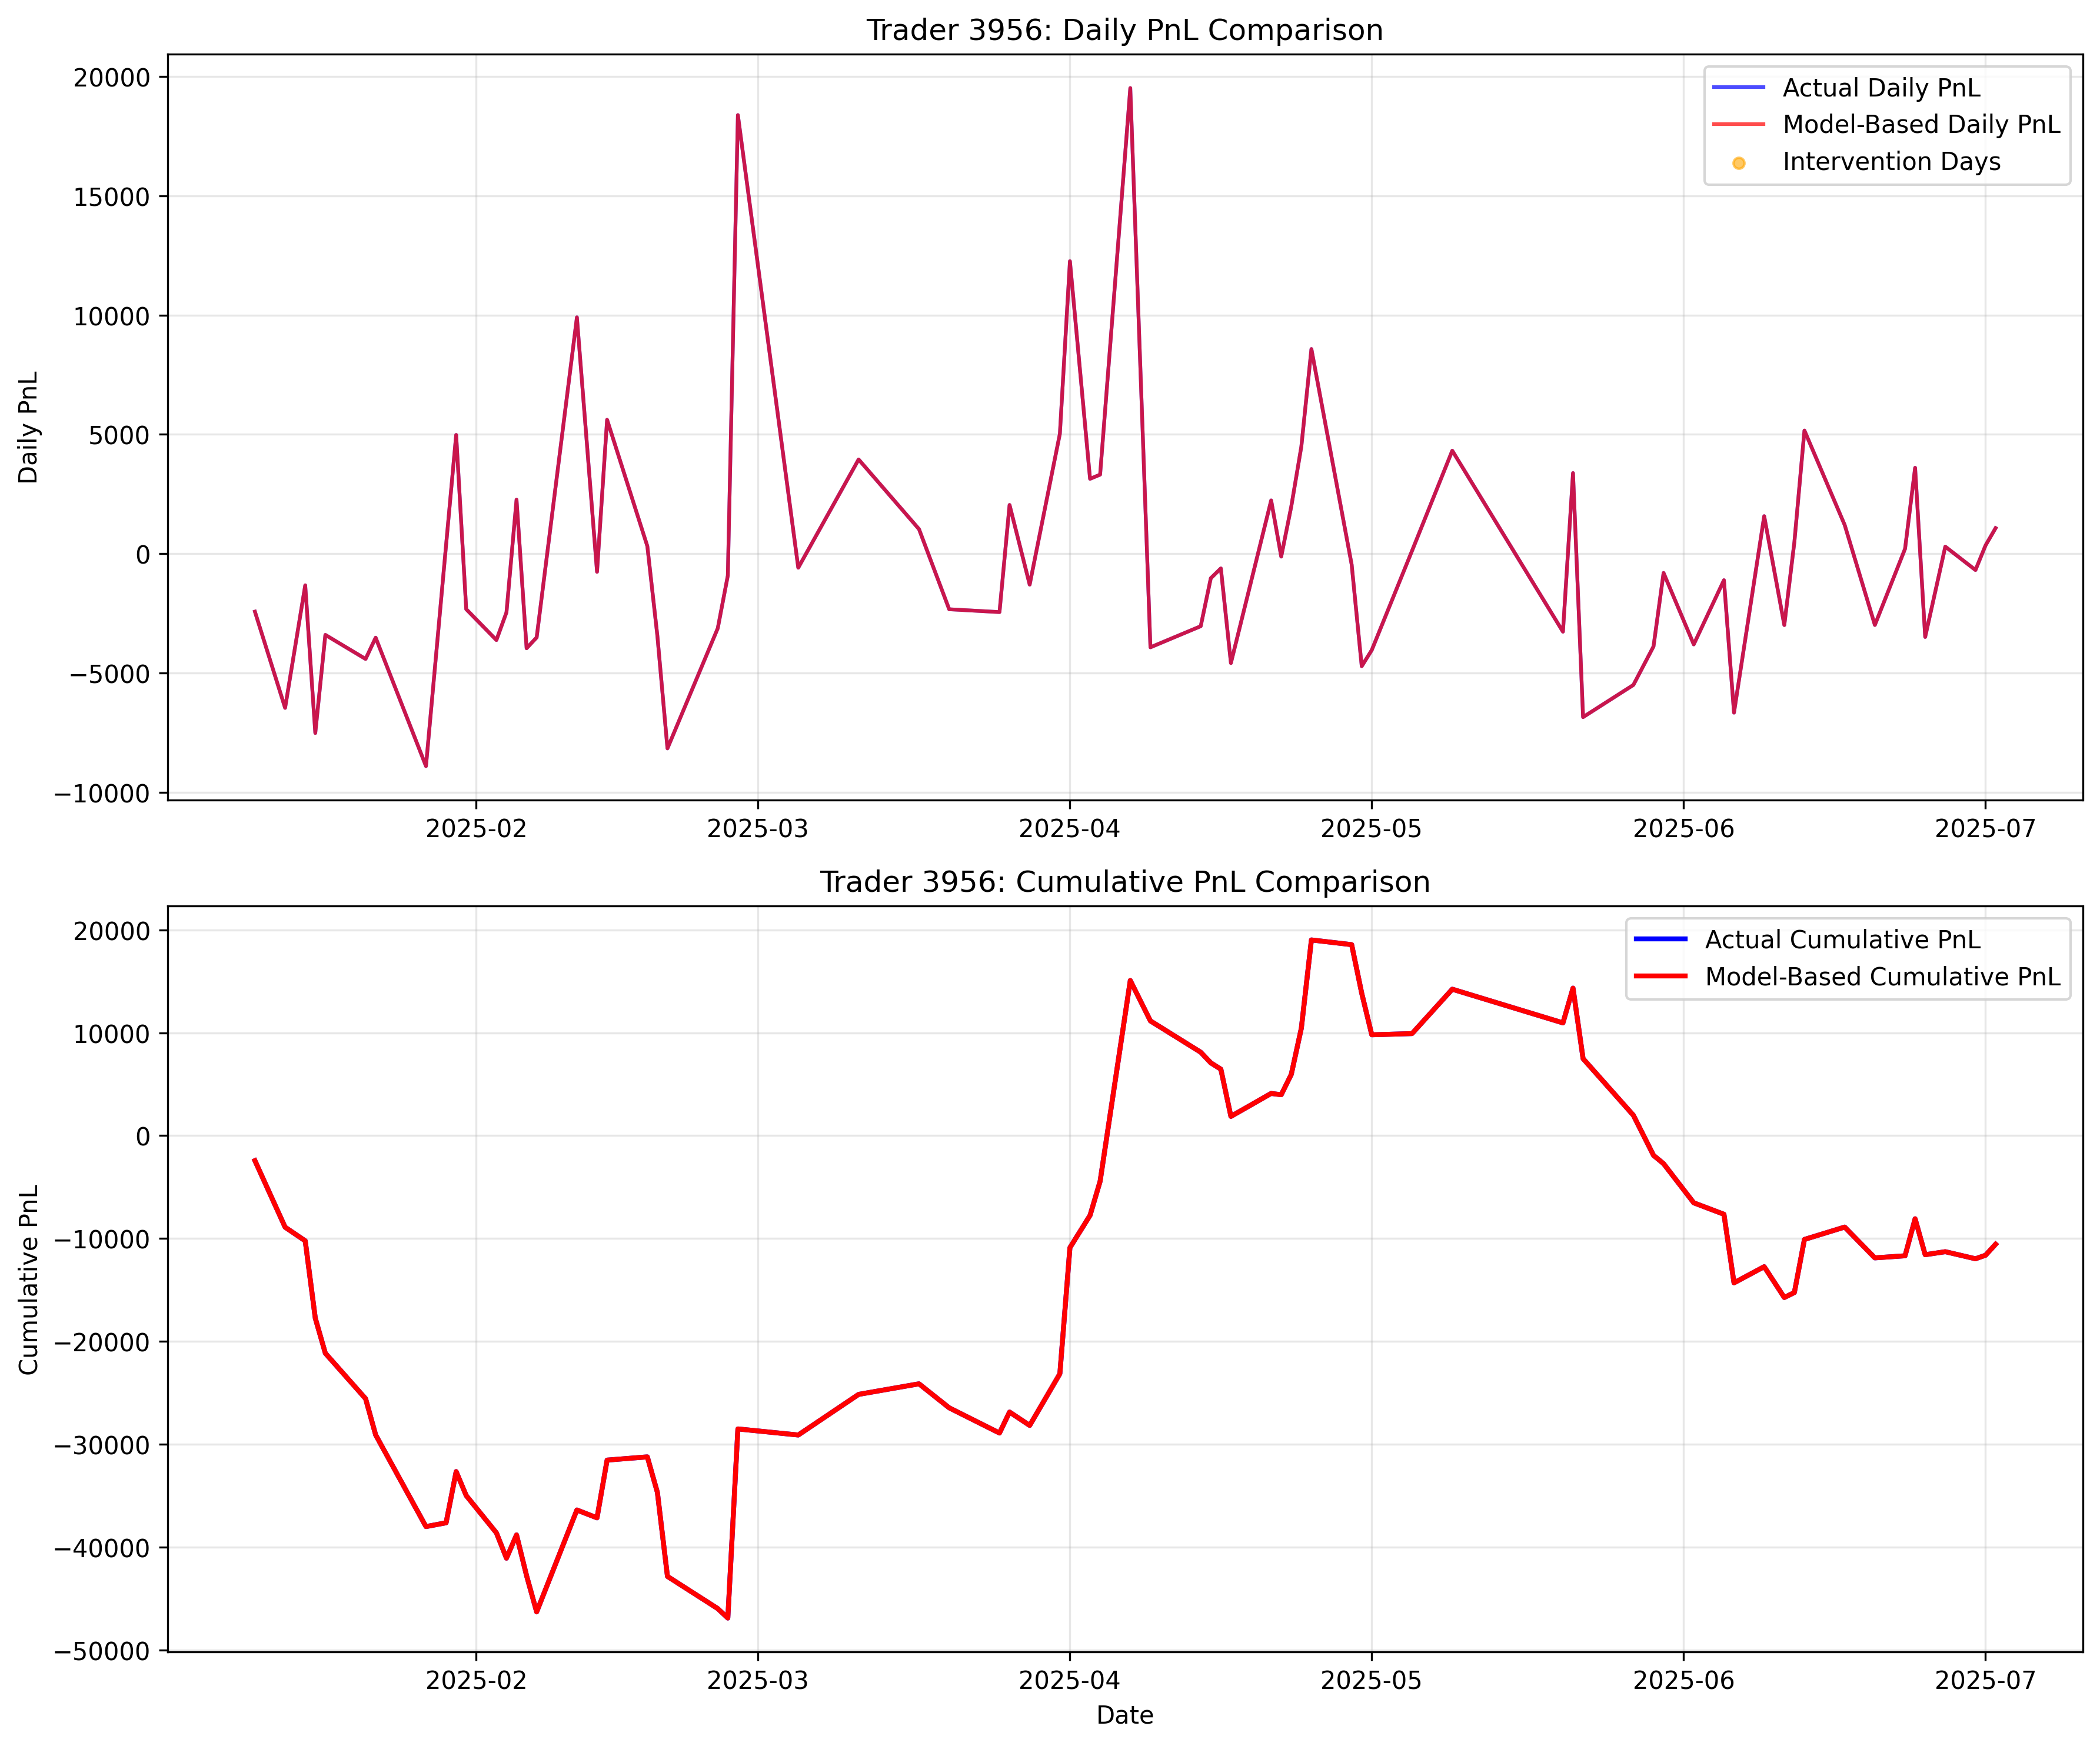 Trader 3956: Daily PnL Comparison
Daily PnL
20000
15000
10000
5000
0
−5000
−10000
Actual Daily PnL
Model-Based Daily PnL
Intervention Days
2025-02
2025-03
2025-04
2025-05
2025-06
2025-07
Trader 3956: Cumulative PnL Comparison
Cumulative PnL
20000
10000
0
−10000
−20000
−30000
−40000
−50000
Actual Cumulative PnL
Model-Based Cumulative PnL
2025-02
2025-03
2025-04
2025-05
2025-06
2025-07
Date